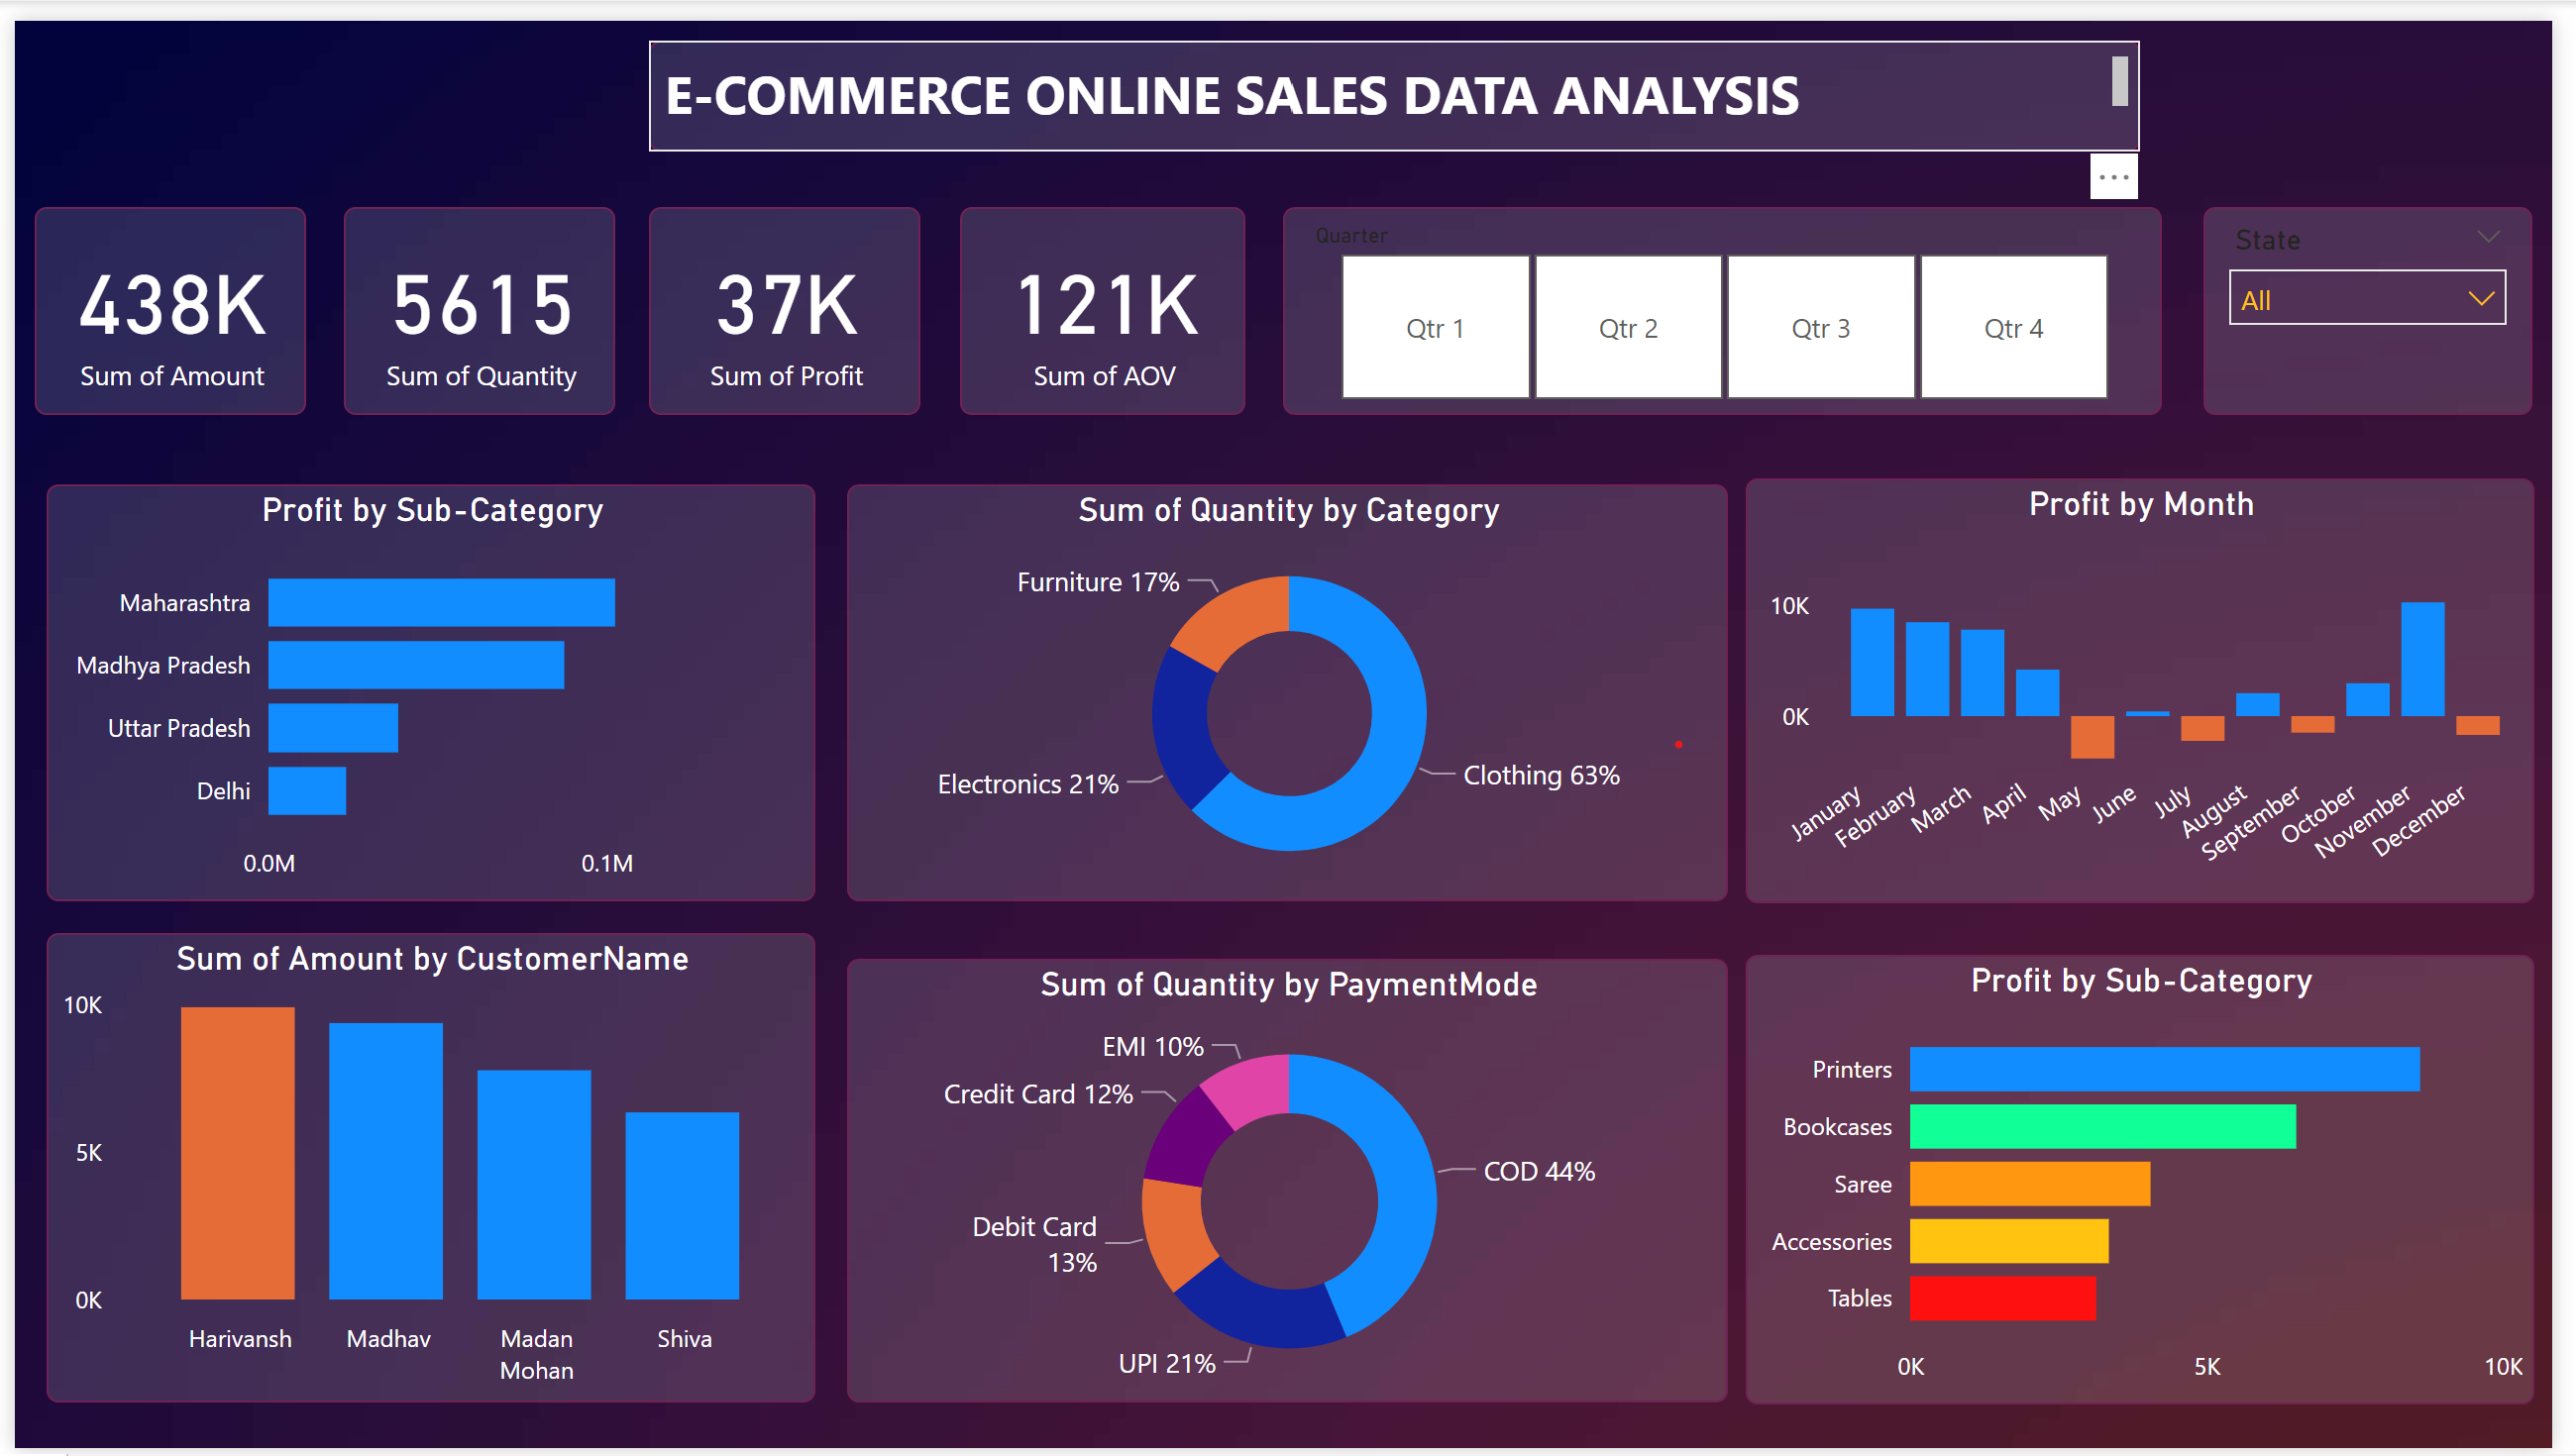 E-COMMERCE ONLINE SALES DATA ANALYSIS
438K
Sum of Amount
5615
Sum of Quantity
37K
Sum of Profit
121K
Sum of AOV
Quarter
Qtr 1
Qtr 2
Qtr 3
Qtr 4
State
All
Profit by Sub-Category
Maharashtra
Madhya Pradesh
Uttar Pradesh
Delhi
0.0M
0.1M
Sum of Quantity by Category
Furniture 17%
Electronics 21%
Clothing 63%
Profit by Month
10K
0K
January
February
March
April
May
June
July
August
September
October
November
December
Sum of Amount by CustomerName
10K
5K
0K
Harivansh
Madhav
Madan
Mohan
Shiva
Sum of Quantity by PaymentMode
EMI 10%
Credit Card 12%
COD 44%
Debit Card
13%
UPI 21%
Profit by Sub-Category
Printers
Bookcases
Saree
Accessories
Tables
0K
5K
10K